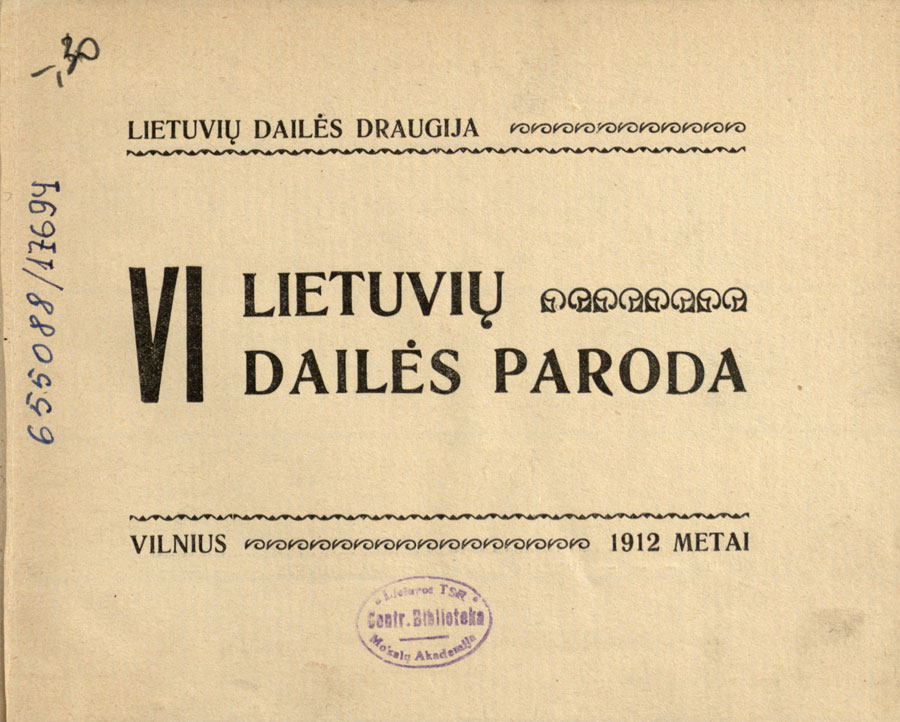 -,30
LIETUVIŲ DAILĖS DRAUGIJA
655088/17694
VI LIETUVIŲ
DAILĖS PARODA
VILNIUS 1912 METAI
Lietuvos TSR
Centr. Biblioteka
Mokslų Akademija